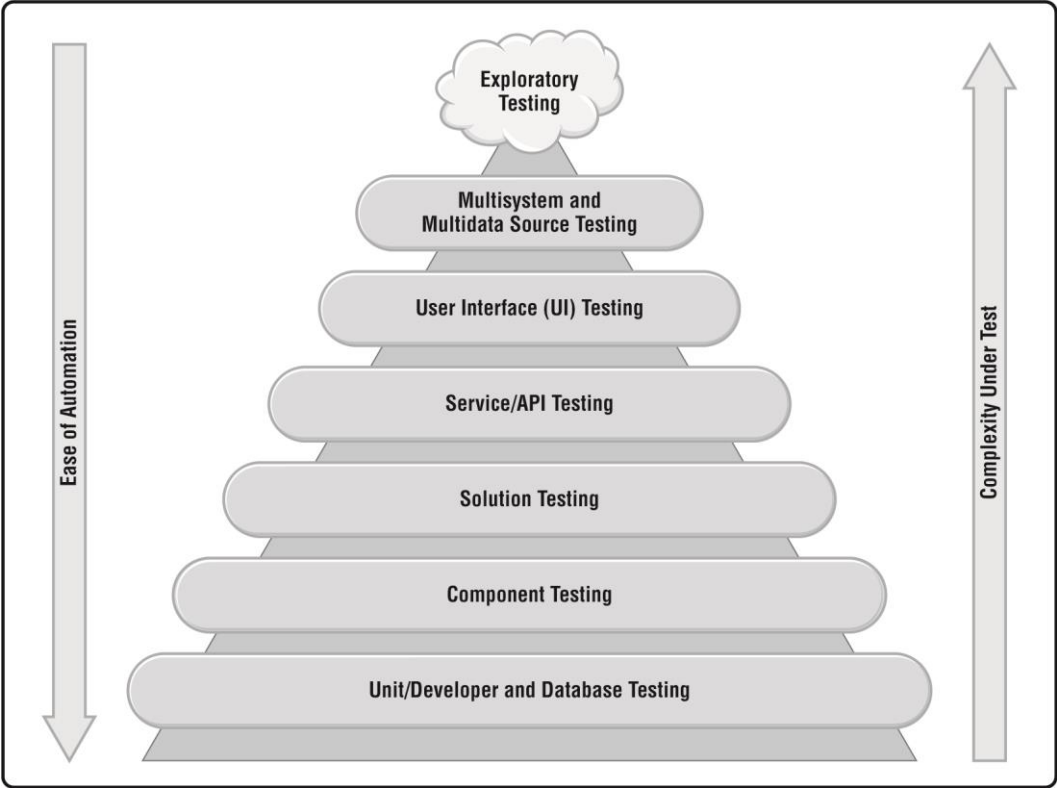 Exploratory
Testing
Multisystem and
Multidata Source Testing
User Interface (UI) Testing
Service/API Testing
Solution Testing
Component Testing
Unit/Developer and Database Testing
Ease of Automation
Complexity Under Test